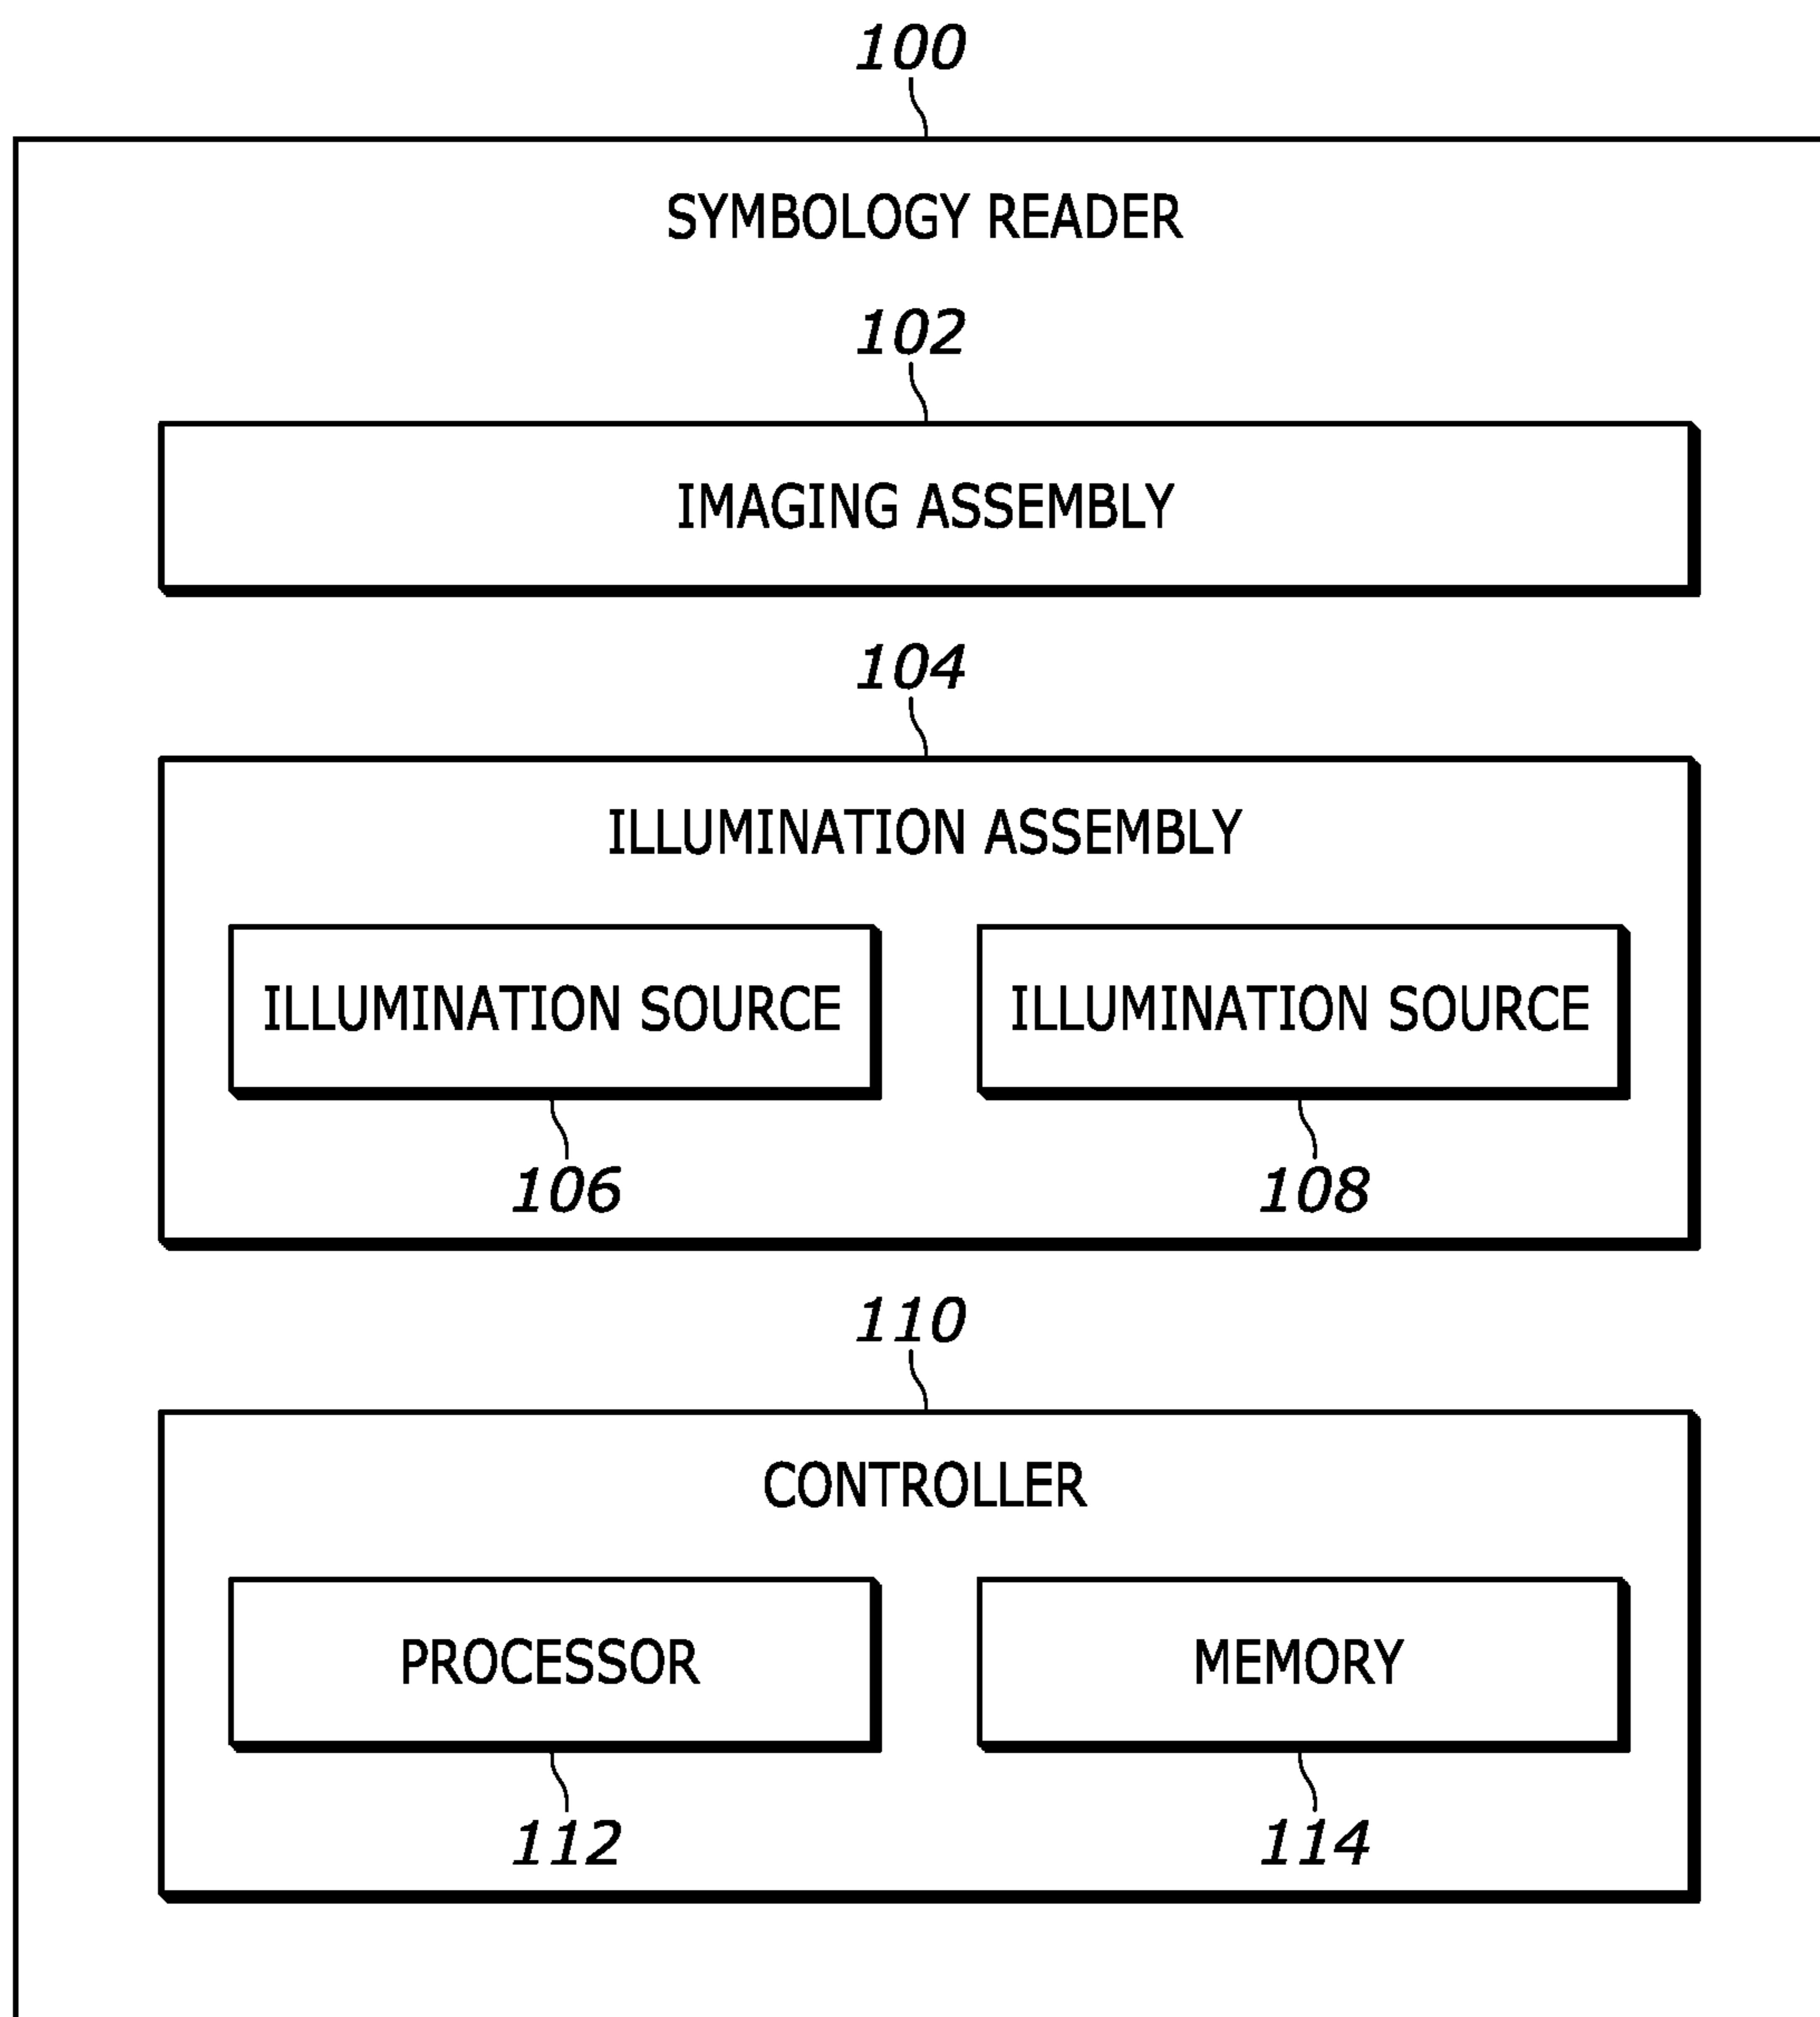 100
SYMBOLOGY READER
102
IMAGING ASSEMBLY
104
ILLUMINATION ASSEMBLY
ILLUMINATION SOURCE ILLUMINATION SOURCE
106 108
110
CONTROLLER
PROCESSOR MEMORY
112 114